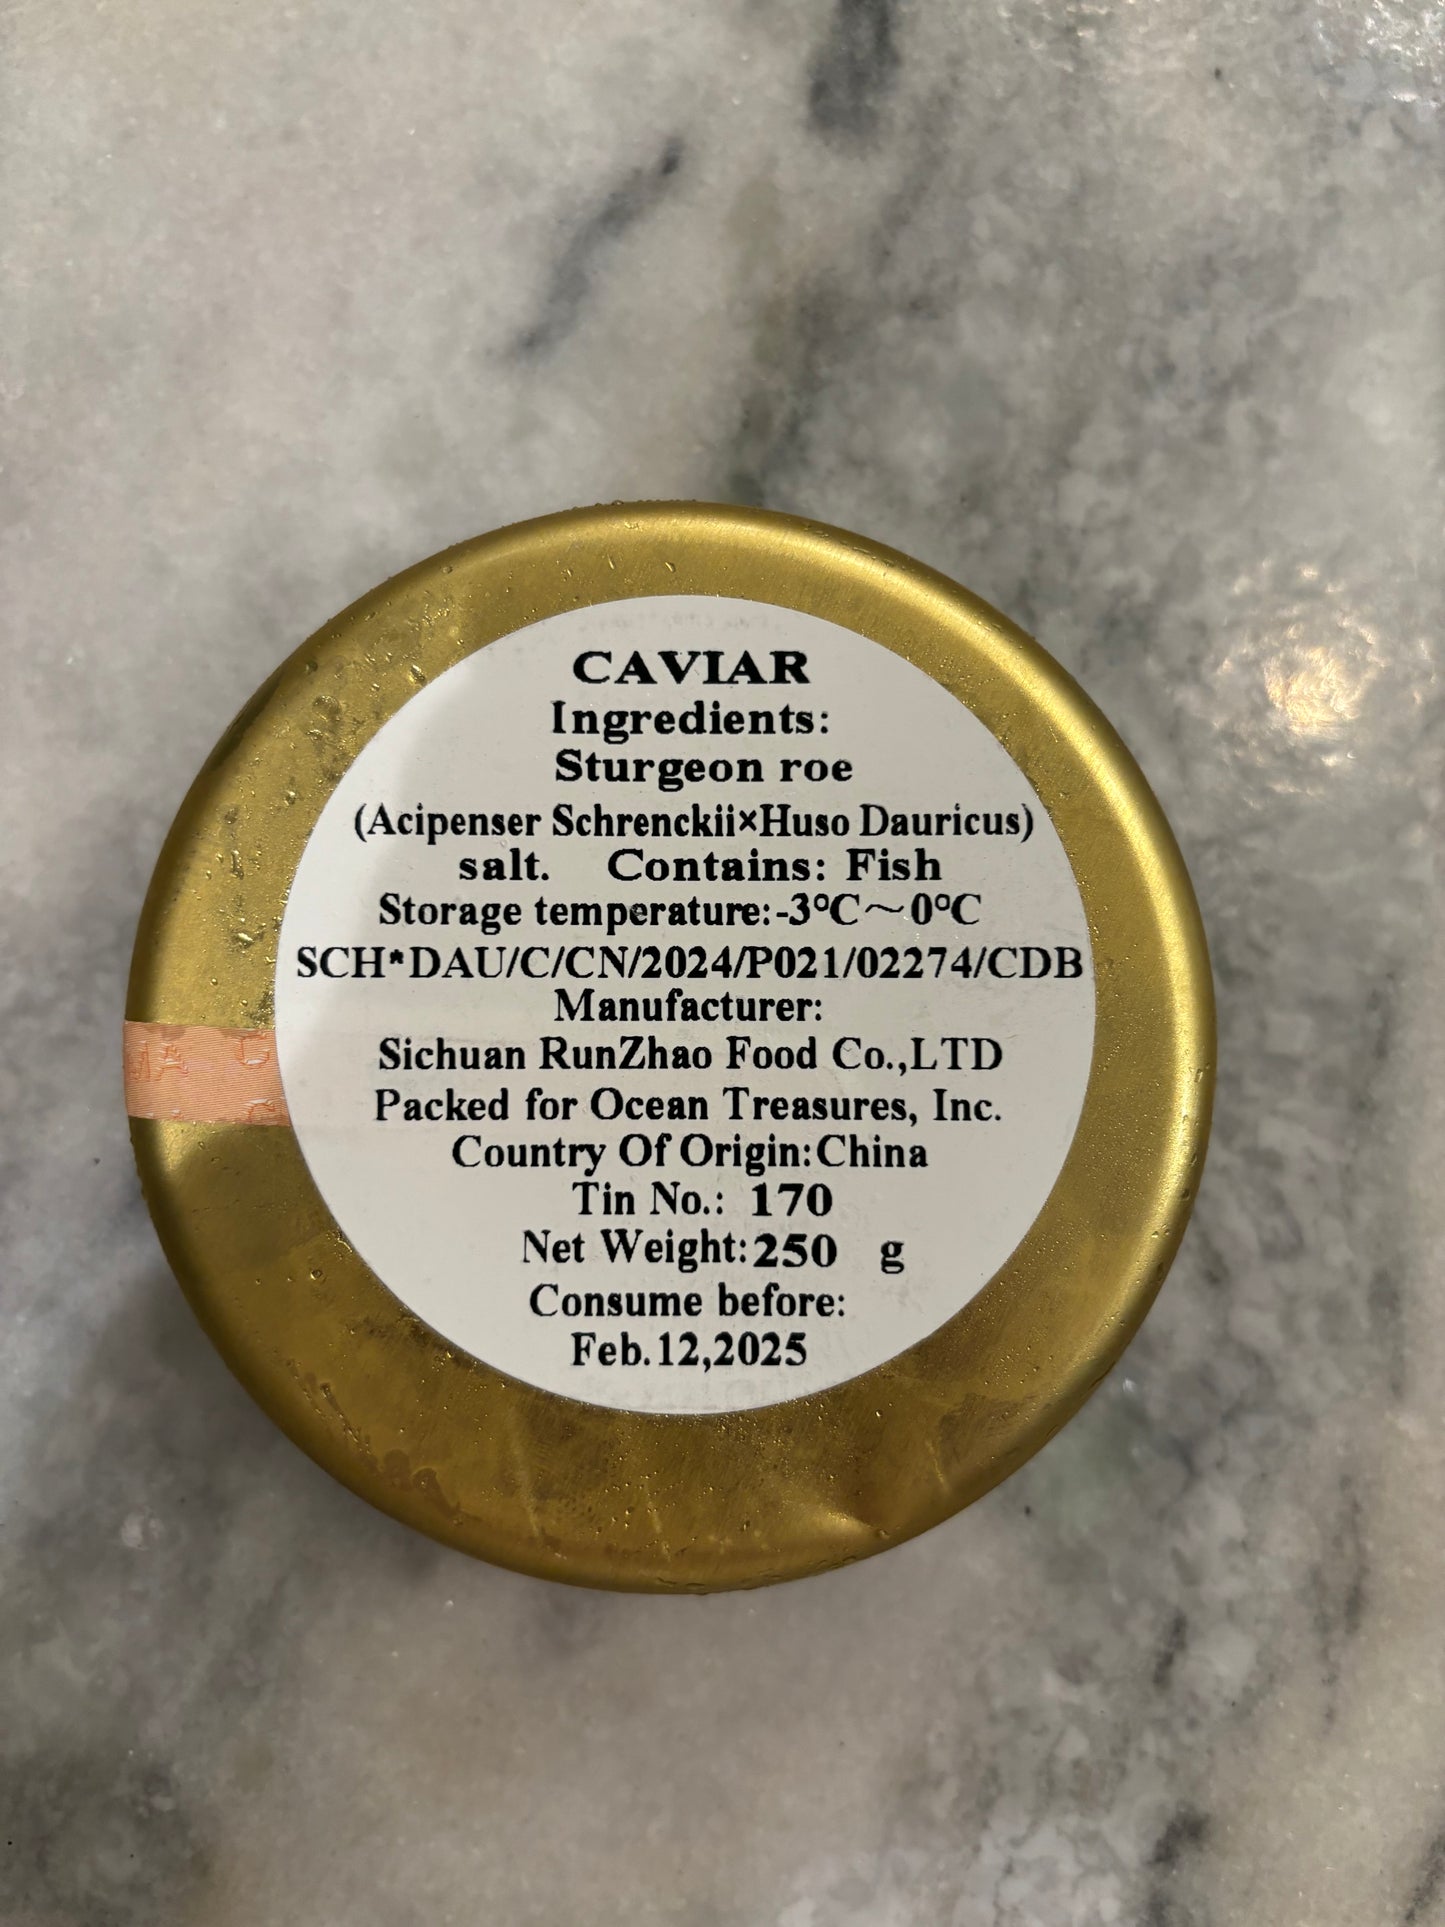 CAVIAR
Ingredients:
Sturgeon roe
(Acipenser Schrenckii×Huso Dauricus)
salt. Contains: Fish
Storage temperature:-3°C～0°C
SCH*DAU/C/CN/2024/P021/02274/CDB
Manufacturer:
Sichuan RunZhao Food Co.,LTD
Packed for Ocean Treasures, Inc.
Country Of Origin:China
Tin No.: 170
Net Weight:250 g
Consume before:
Feb.12,2025